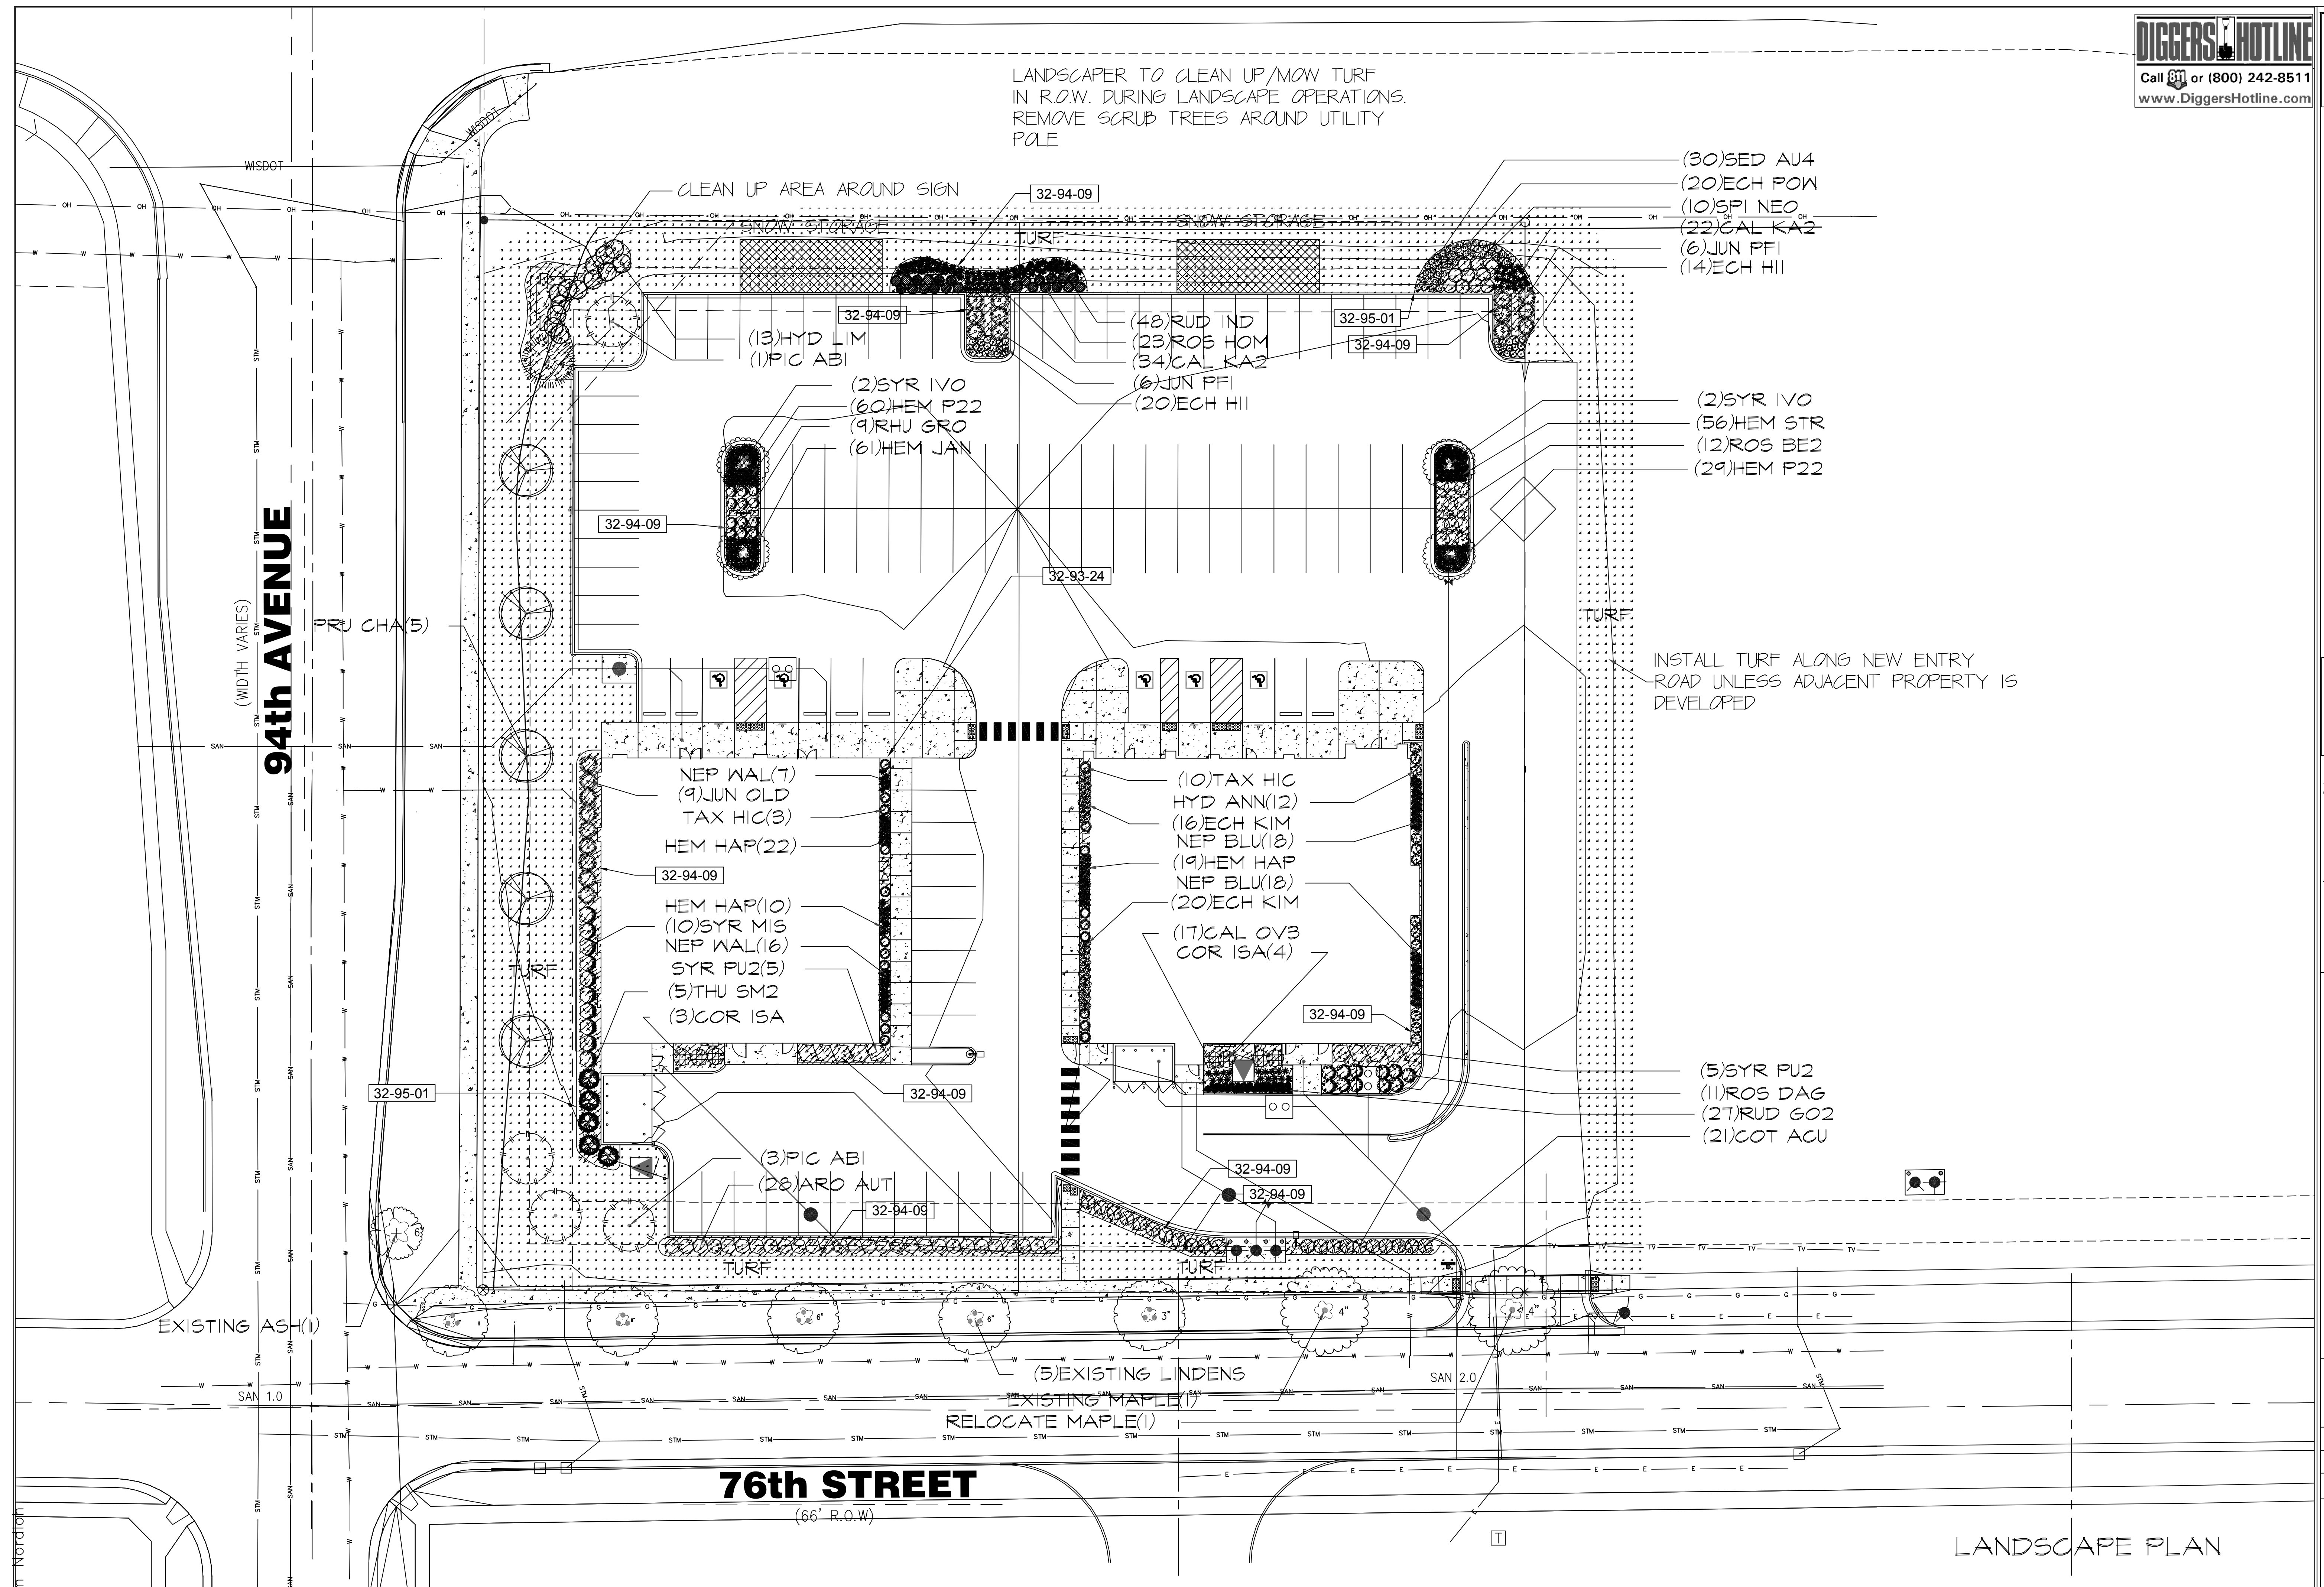 DIGGERS HOTLINE
Call 811 or (800) 242-8511
www.DiggersHotline.com
LANDSCAPER TO CLEAN UP/MOW TURF
IN R.O.W. DURING LANDSCAPE OPERATIONS.
REMOVE SCRUB TREES AROUND UTILITY
POLE
WISDOT
WISDOT
CLEAN UP AREA AROUND SIGN
32-94-09
SNOW STORAGE
TURF
SNOW STORAGE
(30)SED AU4
(20)ECH POW
(10)SPI NEO
(22)CAL KA2
(6)JUN PFI
(14)ECH HII
32-94-09
(13)HYD LIM
(1)PIC ABI
(48)RUD IND
(23)ROS HOM
(34)CAL KA2
(6)JUN PFI
(20)ECH HII
32-95-01
32-94-09
(2)SYR IVO
(60)HEM P22
(9)RHU GRO
(61)HEM JAN
(2)SYR IVO
(56)HEM STR
(12)ROS BE2
(29)HEM P22
32-94-09
32-93-24
94th AVENUE
(WIDTH VARIES)
PRU CHA(5)
TURF
INSTALL TURF ALONG NEW ENTRY
ROAD UNLESS ADJACENT PROPERTY IS
DEVELOPED
NEP WAL(7)
(9)JUN OLD
TAX HIC(3)
HEM HAP(22)
32-94-09
HEM HAP(10)
(10)SYR MIS
NEP WAL(16)
SYR PU2(5)
(5)THU SM2
(3)COR ISA
TURF
(10)TAX HIC
HYD ANN(12)
(16)ECH KIM
NEP BLU(18)
(19)HEM HAP
NEP BLU(18)
(20)ECH KIM
(17)CAL OV3
COR ISA(4)
32-94-09
32-95-01
32-94-09
(5)SYR PU2
(11)ROS DAG
(27)RUD GO2
(21)COT ACU
(3)PIC ABI
(28)ARO AUT
32-94-09
32-94-09
32-94-09
TURF
TURF
6"
6"
6"
3"
4"
4"
EXISTING ASH(1)
(5)EXISTING LINDENS
EXISTING MAPLE(1)
RELOCATE MAPLE(1)
SAN 1.0
SAN 2.0
76th STREET
(66' R.O.W)
T
LANDSCAPE PLAN